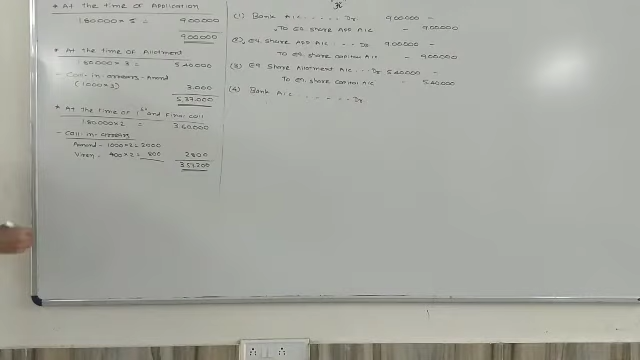 * At the time of Application
1,80,000 × 5 = 9,00,000
9,00,000
* At the time of Allotment
1,80,000 × 3 = 5,40,000
- Call-in-arrears - Anand
(1000 × 3) 3,000
5,37,000
* At the time of 1st and Final call
1,80,000 × 2 = 3,60,000
- Call-in-arrears
Anand - 1000 × 2 = 2000
Viren - 400 × 2 = 800 2800
3,57,200
(1) Bank A/c ..... Dr 9,00,000 -
To Eq. share App A/c - 9,00,000
(2) Eq. share App A/c ... Dr 9,00,000 -
To Eq. share capital A/c - 9,00,000
(3) Eq share Allotment A/c ... Dr 5,40,000 -
To Eq. share capital A/c - 5,40,000
(4) Bank A/c ...... Dr